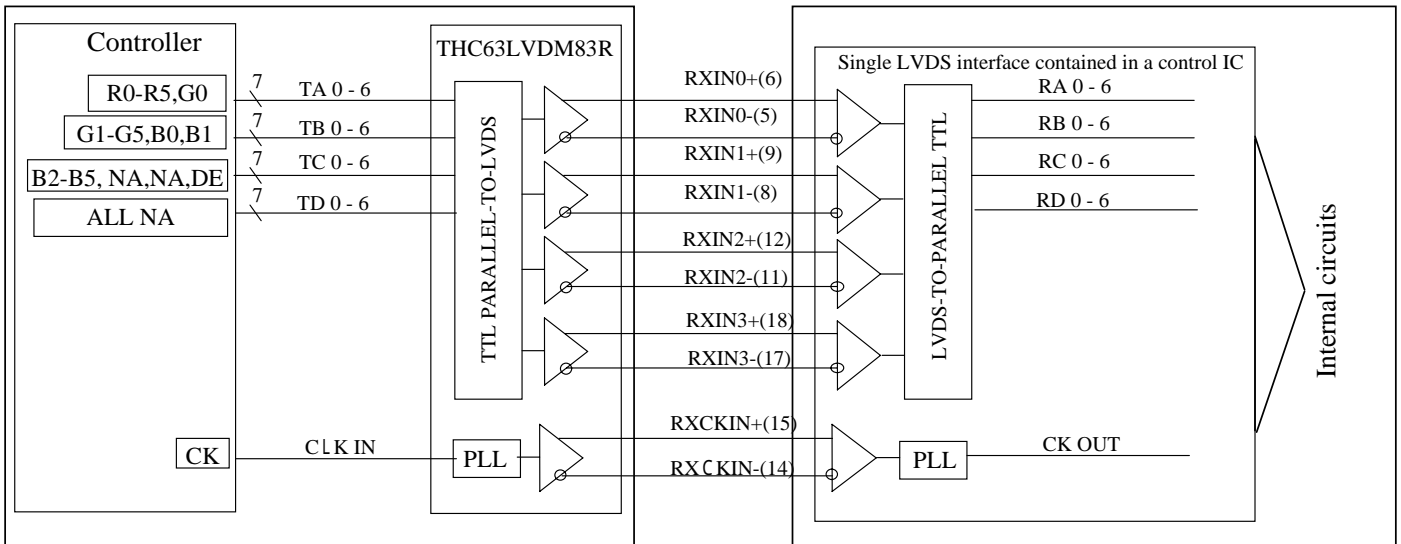 Controller
R0-R5,G0
G1-G5,B0,B1
B2-B5, NA,NA,DE
ALL NA
CK
7
TA 0 - 6
7
TB 0 - 6
7
TC 0 - 6
7
TD 0 - 6
CLK IN
THC63LVDM83R
TTL PARALLEL-TO-LVDS
PLL
RXIN0+(6)
RXIN0-(5)
RXIN1+(9)
RXIN1-(8)
RXIN2+(12)
RXIN2-(11)
RXIN3+(18)
RXIN3-(17)
RXCKIN+(15)
RXCKIN-(14)
Single LVDS interface contained in a control IC
LVDS-TO-PARALLEL TTL
PLL
RA 0 - 6
RB 0 - 6
RC 0 - 6
RD 0 - 6
CK OUT
Internal circuits